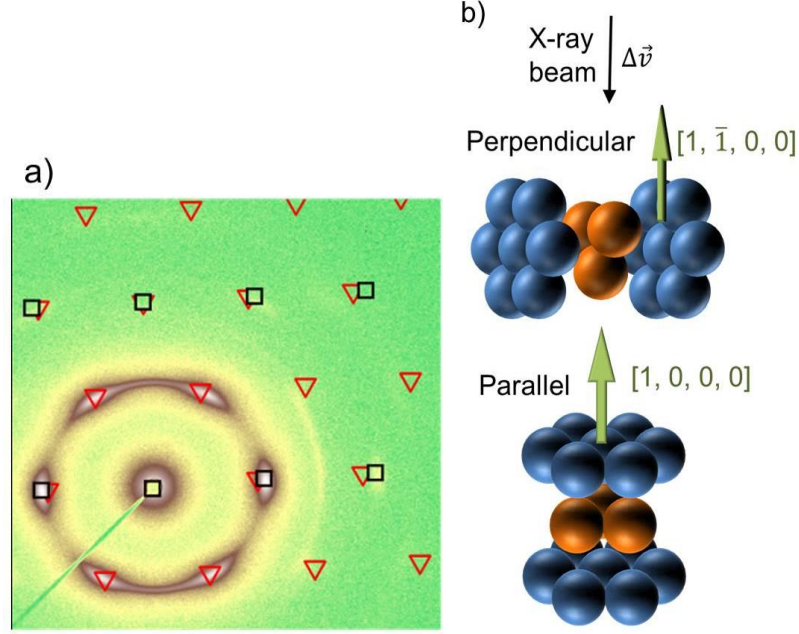 a)
b)
X-ray
beam
Δv⃗
Perpendicular
[1, 1̅, 0, 0]
Parallel
[1, 0, 0, 0]